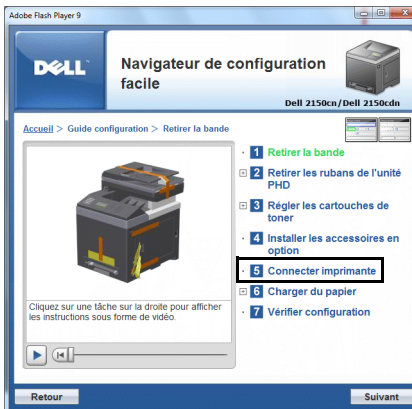 Adobe Flash Player 9
DELL
Navigateur de configuration
facile
Dell 2150cn/Dell 2150cdn
Accueil > Guide configuration > Retirer la bande
1 Retirer la bande
2 Retirer les rubans de l'unité
PHD
3 Régler les cartouches de
toner
4 Installer les accessoires en
option
5 Connecter imprimante
6 Charger du papier
7 Vérifier configuration
Cliquez sur une tâche sur la droite pour afficher
les instructions sous forme de vidéo.
Retour
Suivant